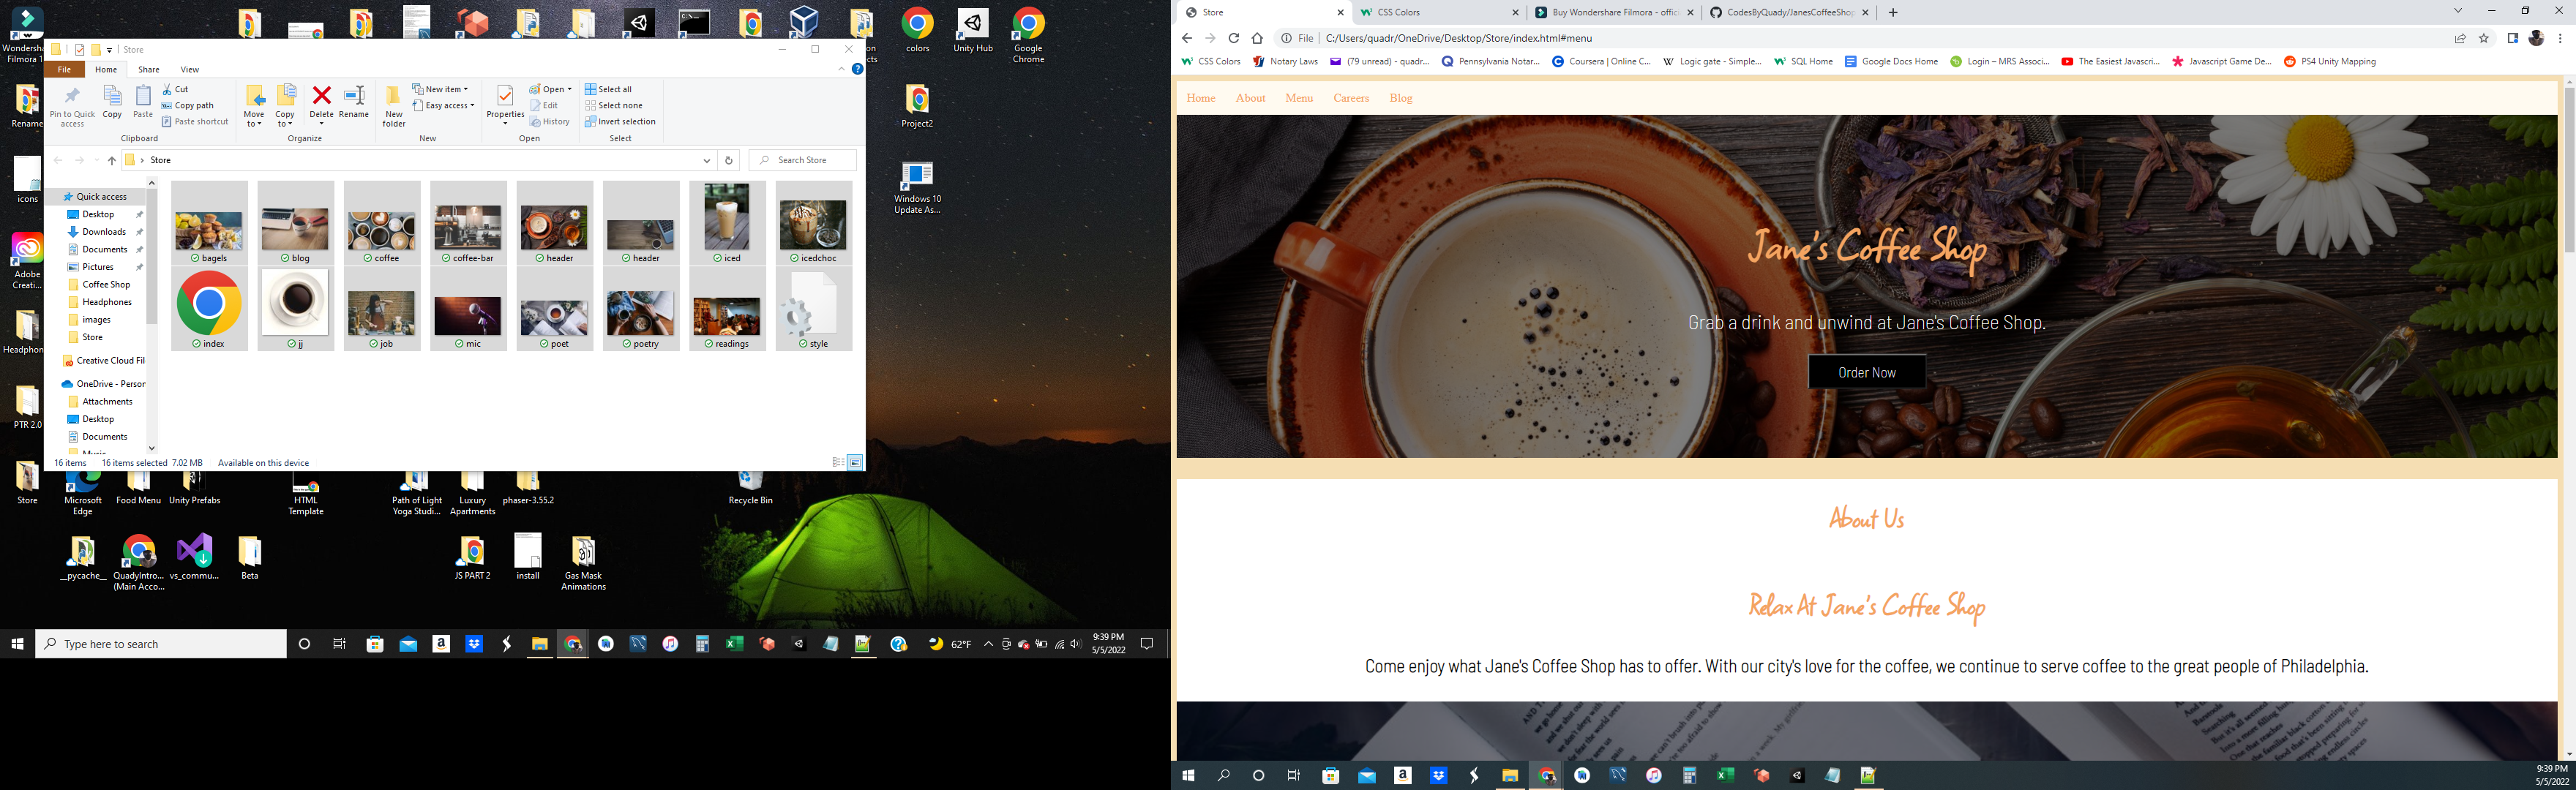 Store
File
Home
Share
View
Pin to Quick access
Copy
Paste
Cut
Copy path
Paste shortcut
Clipboard
Move to
Copy to
Delete
Rename
Organize
New folder
New item
Easy access
New
Properties
Open
Edit
History
Open
Select all
Select none
Invert selection
Select
Store
Search Store
Quick access
Desktop
Downloads
Documents
Pictures
Coffee Shop
Headphones
images
Store
Creative Cloud Fil
OneDrive - Person
Attachments
Desktop
Documents
bagels
blog
coffee
coffee-bar
header
header
iced
icedchoc
index
jj
job
mic
poet
poetry
readings
style
16 items
16 items selected 7.02 MB
Available on this device
Wondersha
Filmora 1
Rename
icons
Adobe
Creati...
Headphon
PTR 2.0
Store
colors
Unity Hub
Google
Chrome
Project2
Windows 10
Update As...
Microsoft
Edge
Food Menu
Unity Prefabs
HTML
Template
Path of Light
Yoga Studi...
Luxury
Apartments
phaser-3.55.2
Recycle Bin
__pycache__
QuadyIntro...
(Main Acco...
vs_commu...
Beta
JS PART 2
install
Gas Mask
Animations
Type here to search
62°F
9:39 PM
5/5/2022
Store
CSS Colors
Buy Wondershare Filmora - offic
CodesByQuady/JanesCoffeeShop
File
C:/Users/quadr/OneDrive/Desktop/Store/index.html#menu
CSS Colors
Notary Laws
(79 unread) - quadr...
Pennsylvania Notar...
Coursera | Online C...
Logic gate - Simple...
SQL Home
Google Docs Home
Login – MRS Associ...
The Easiest Javascri...
Javascript Game De...
PS4 Unity Mapping
Home
About
Menu
Careers
Blog
Jane's Coffee Shop
Grab a drink and unwind at Jane's Coffee Shop.
Order Now
About Us
Relax At Jane's Coffee Shop
Come enjoy what Jane's Coffee Shop has to offer. With our city's love for the coffee, we continue to serve coffee to the great people of Philadelphia.
9:39 PM
5/5/2022